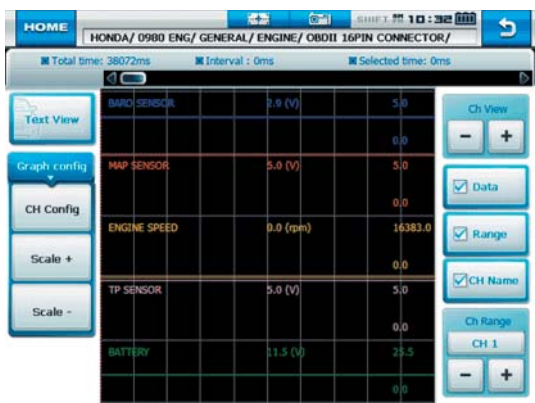 HOME
SHIFT 10:32
HONDA/ 0980 ENG/ GENERAL/ ENGINE/ OBDII 16PIN CONNECTOR/
Total time: 38072ms Interval : 0ms Selected time: 0ms
Text View
Graph config
CH Config
Scale +
Scale -
BARO SENSOR 2.9 (V) 5.0
0.0
MAP SENSOR 5.0 (V) 5.0
0.0
ENGINE SPEED 0.0 (rpm) 16383.0
0.0
TP SENSOR 5.0 (V) 5.0
0.0
BATTERY 11.5 (V) 25.5
0.0
Ch View
- +
Data
Range
CH Name
Ch Range
CH 1
- +